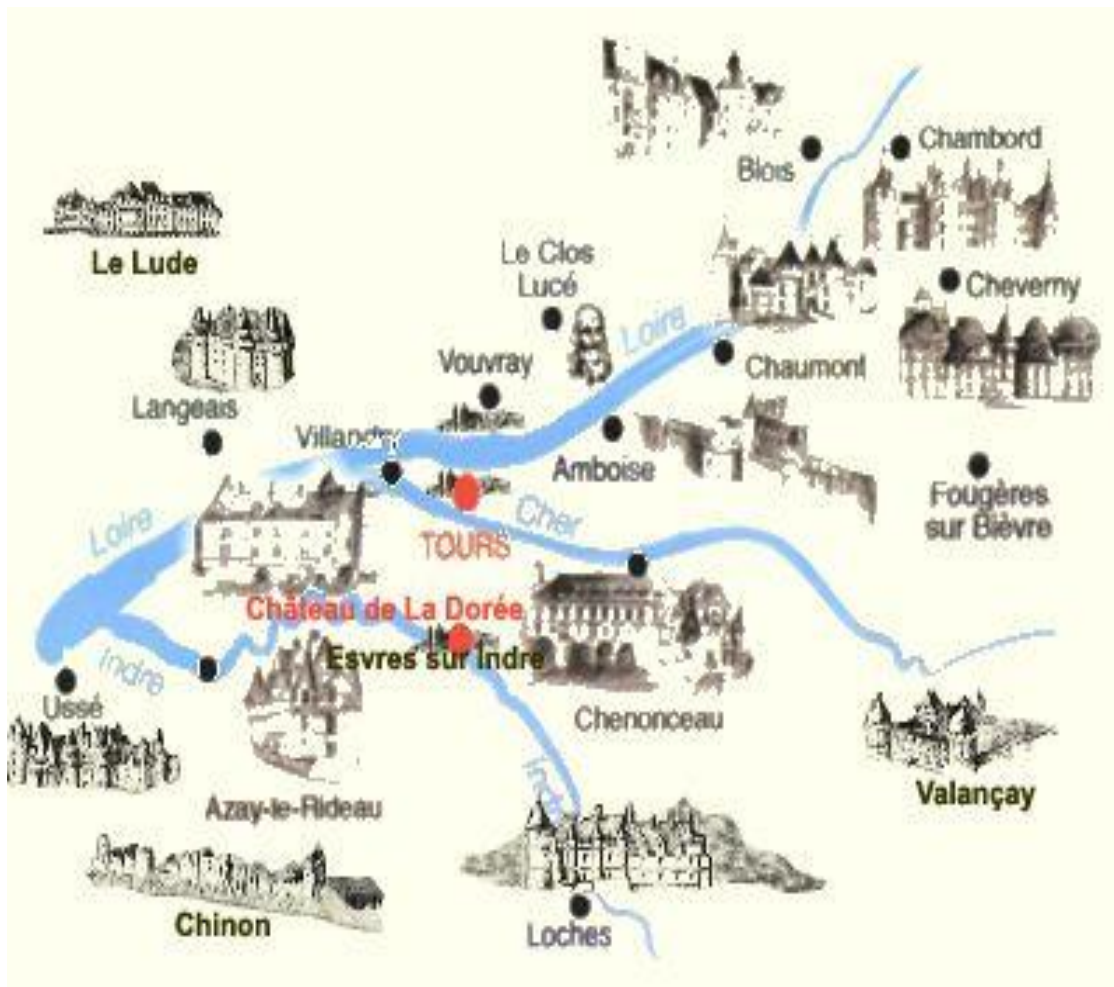 Chambord
Blois
Le Lude
Le Clos
Lucé
Cheverny
Loire
Vouvray
Chaumont
Langeais
Villandry
Amboise
Fougères
sur Bièvre
Loire
Cher
TOURS
Château de La Dorée
Esvres sur Indre
Indre
Ussé
Chenonceau
Indre
Valançay
Azay-le-Rideau
Chinon
Loches